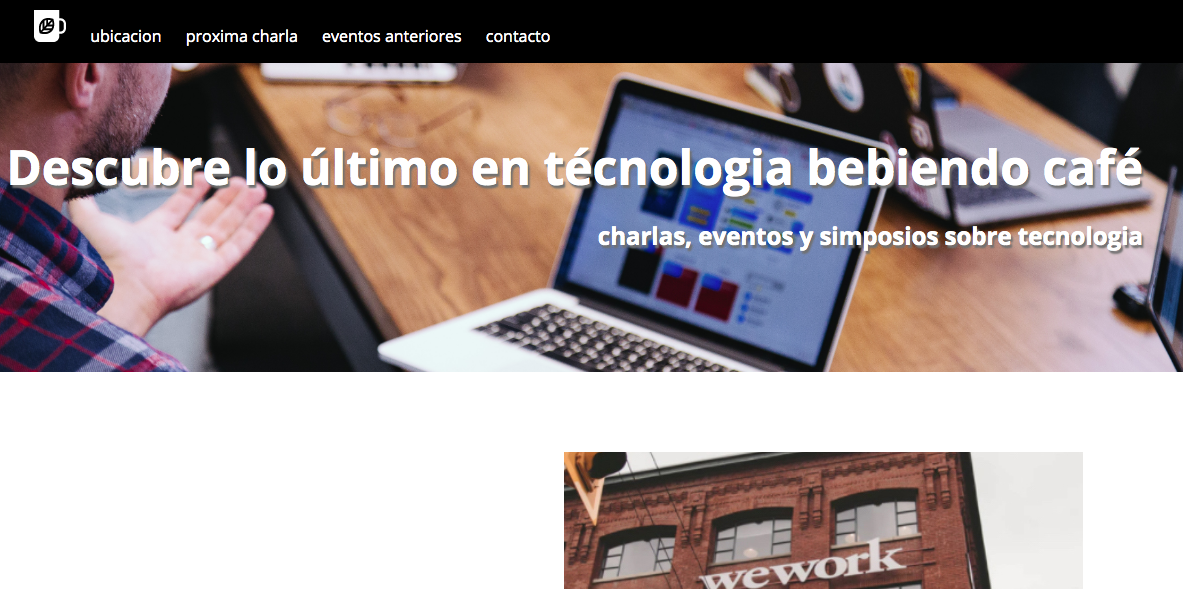 ubicacion proxima charla eventos anteriores contacto
Descubre lo último en técnologia bebiendo café
charlas, eventos y simposios sobre tecnologia
wework